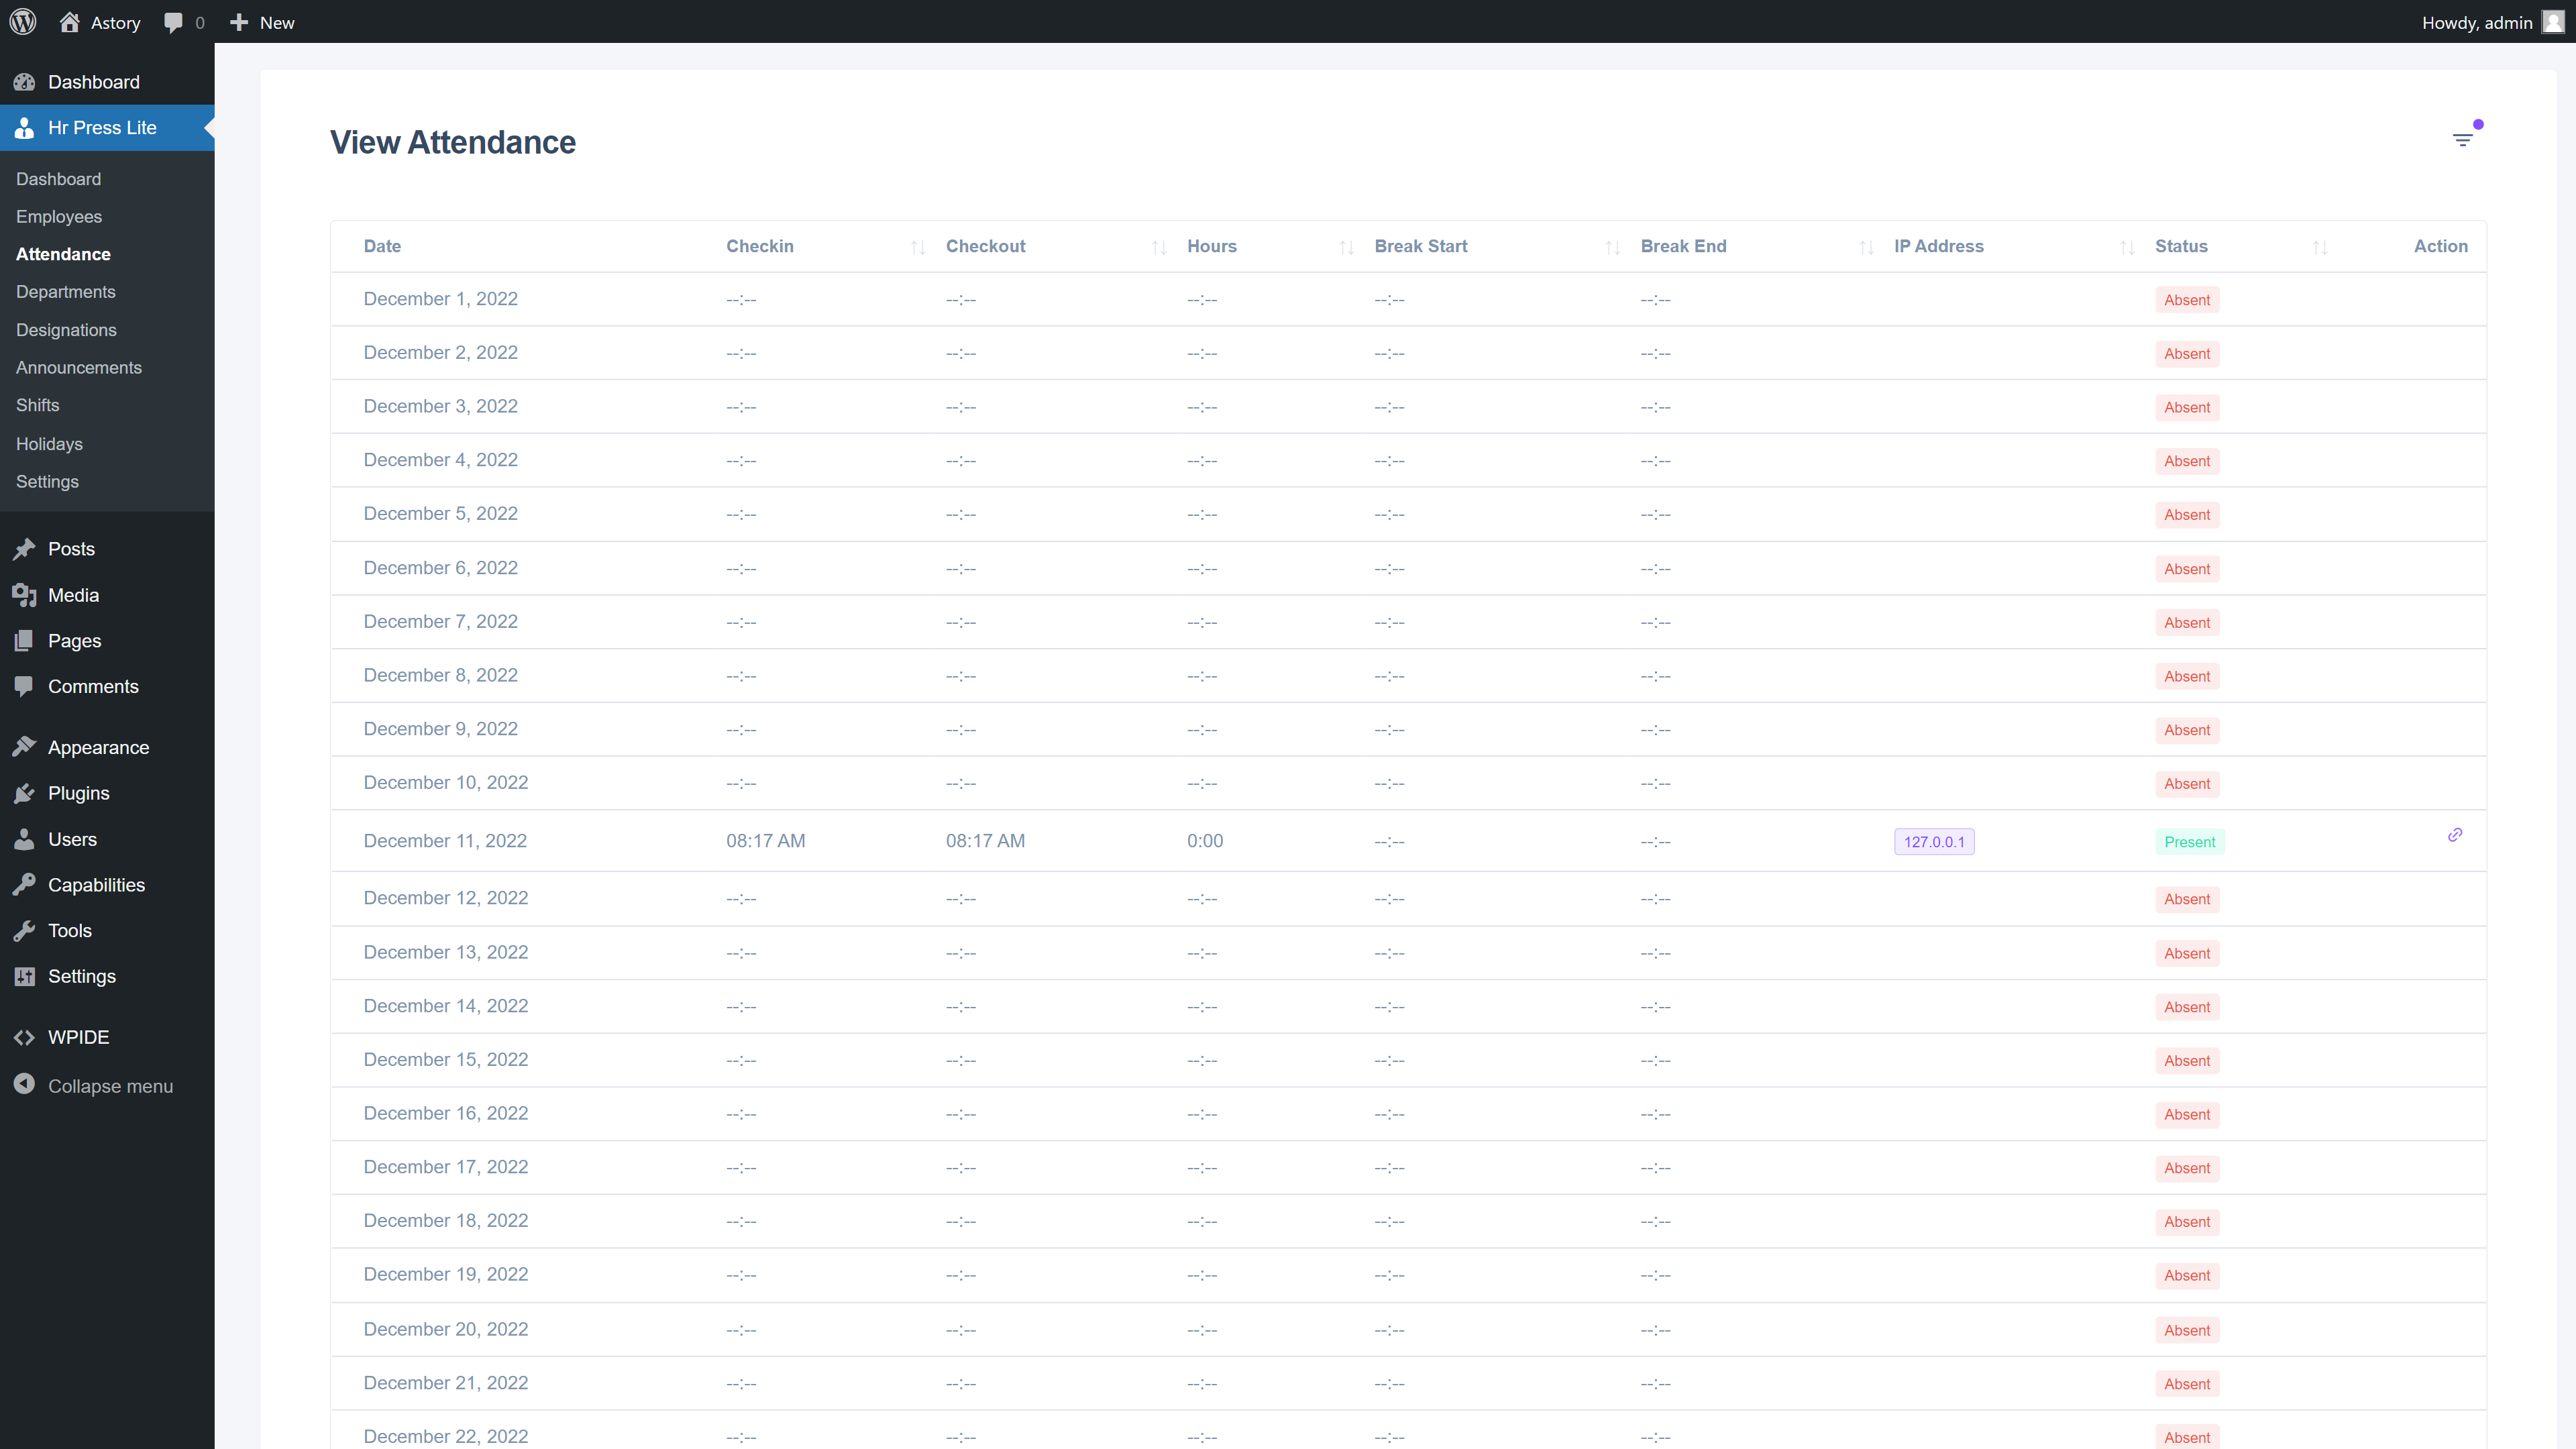 Astory 0 New Howdy, admin
Dashboard
Hr Press Lite
Dashboard
Employees
Attendance
Departments
Designations
Announcements
Shifts
Holidays
Settings
Posts
Media
Pages
Comments
Appearance
Plugins
Users
Capabilities
Tools
Settings
WPIDE
Collapse menu
View Attendance
Date Checkin Checkout Hours Break Start Break End IP Address Status Action
December 1, 2022 --:-- --:-- --:-- --:-- --:-- Absent
December 2, 2022 --:-- --:-- --:-- --:-- --:-- Absent
December 3, 2022 --:-- --:-- --:-- --:-- --:-- Absent
December 4, 2022 --:-- --:-- --:-- --:-- --:-- Absent
December 5, 2022 --:-- --:-- --:-- --:-- --:-- Absent
December 6, 2022 --:-- --:-- --:-- --:-- --:-- Absent
December 7, 2022 --:-- --:-- --:-- --:-- --:-- Absent
December 8, 2022 --:-- --:-- --:-- --:-- --:-- Absent
December 9, 2022 --:-- --:-- --:-- --:-- --:-- Absent
December 10, 2022 --:-- --:-- --:-- --:-- --:-- Absent
December 11, 2022 08:17 AM 08:17 AM 0:00 --:-- --:-- 127.0.0.1 Present
December 12, 2022 --:-- --:-- --:-- --:-- --:-- Absent
December 13, 2022 --:-- --:-- --:-- --:-- --:-- Absent
December 14, 2022 --:-- --:-- --:-- --:-- --:-- Absent
December 15, 2022 --:-- --:-- --:-- --:-- --:-- Absent
December 16, 2022 --:-- --:-- --:-- --:-- --:-- Absent
December 17, 2022 --:-- --:-- --:-- --:-- --:-- Absent
December 18, 2022 --:-- --:-- --:-- --:-- --:-- Absent
December 19, 2022 --:-- --:-- --:-- --:-- --:-- Absent
December 20, 2022 --:-- --:-- --:-- --:-- --:-- Absent
December 21, 2022 --:-- --:-- --:-- --:-- --:-- Absent
December 22, 2022 --:-- --:-- --:-- --:-- --:-- Absent